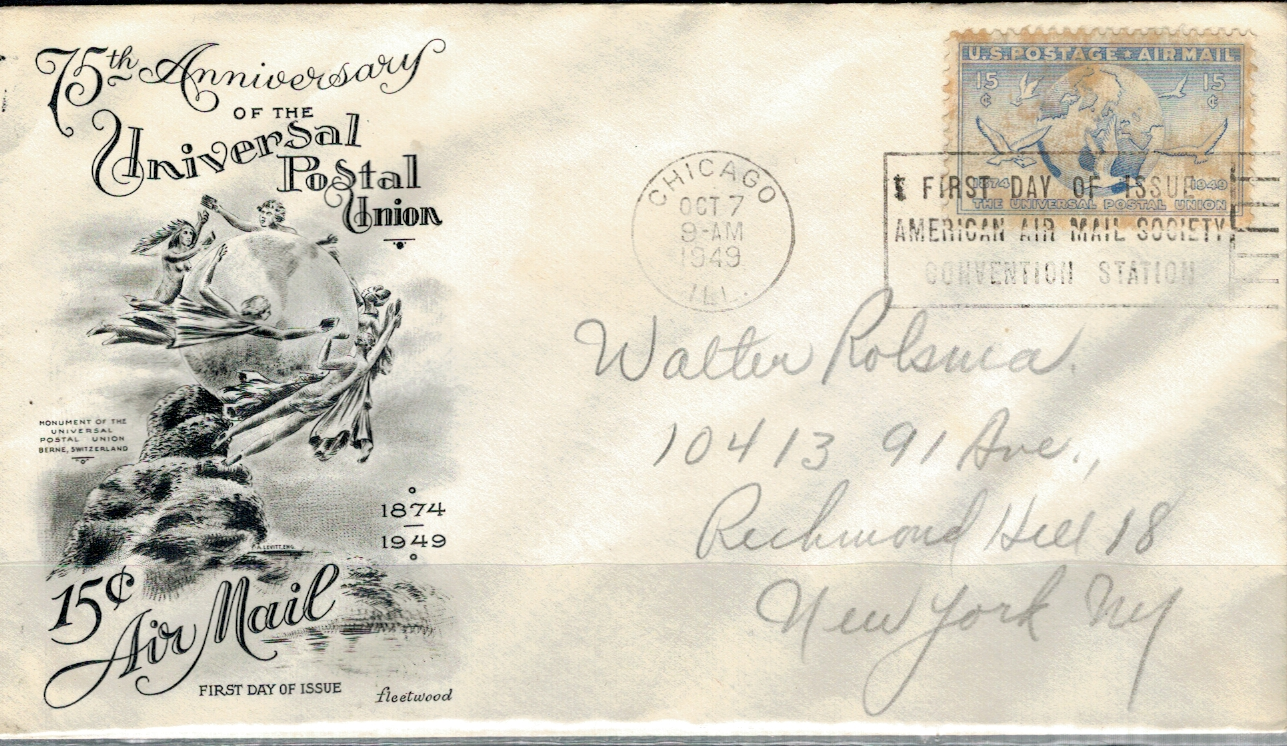 75th Anniversary
OF THE
Universal
Postal
Union
MONUMENT OF THE
UNIVERSAL
POSTAL UNION
BERNE, SWITZERLAND
1874
1949
15¢
Air Mail
FIRST DAY OF ISSUE
fleetwood
CHICAGO
OCT 7
9-AM
1949
ILL.
U.S. POSTAGE AIR MAIL
15 ¢
15 ¢
1874
1949
THE UNIVERSAL POSTAL UNION
FIRST DAY OF ISSUE
AMERICAN AIR MAIL SOCIETY
CONVENTION STATION
Walter
10413 91 Ave.,
Richmond Hill 18
New York NY